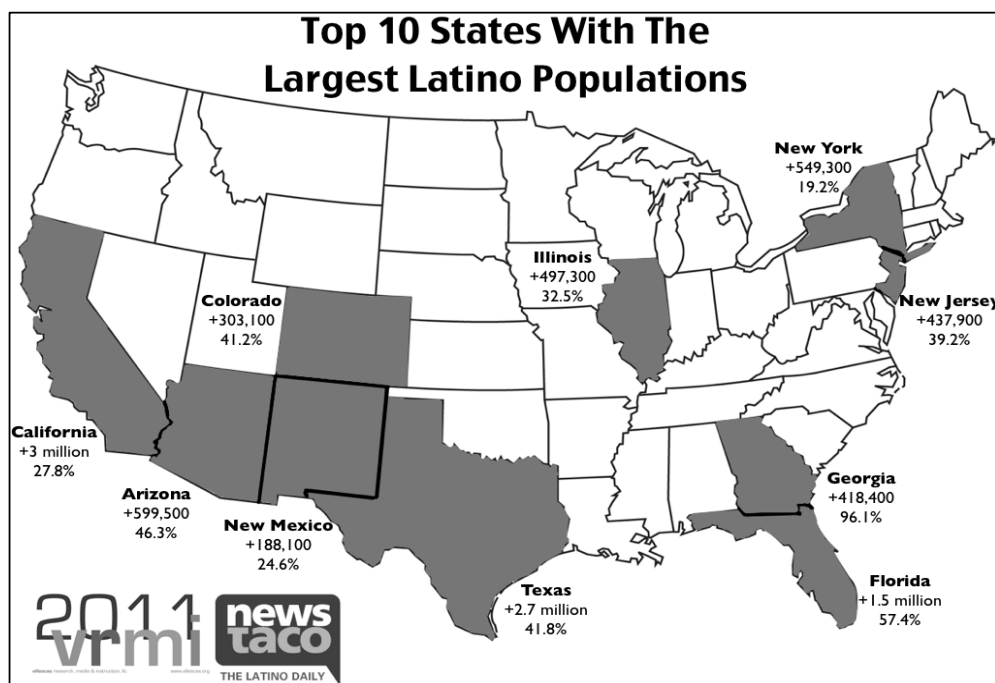 Top 10 States With The
Largest Latino Populations
New York
+549,300
19.2%
Illinois
+497,300
32.5%
Colorado
+303,100
41.2%
New Jersey
+437,900
39.2%
California
+3 million
27.8%
Arizona
+599,500
46.3%
New Mexico
+188,100
24.6%
Georgia
+418,400
96.1%
Texas
+2.7 million
41.8%
Florida
+1.5 million
57.4%
2011
vrmi
news
taco
THE LATINO DAILY